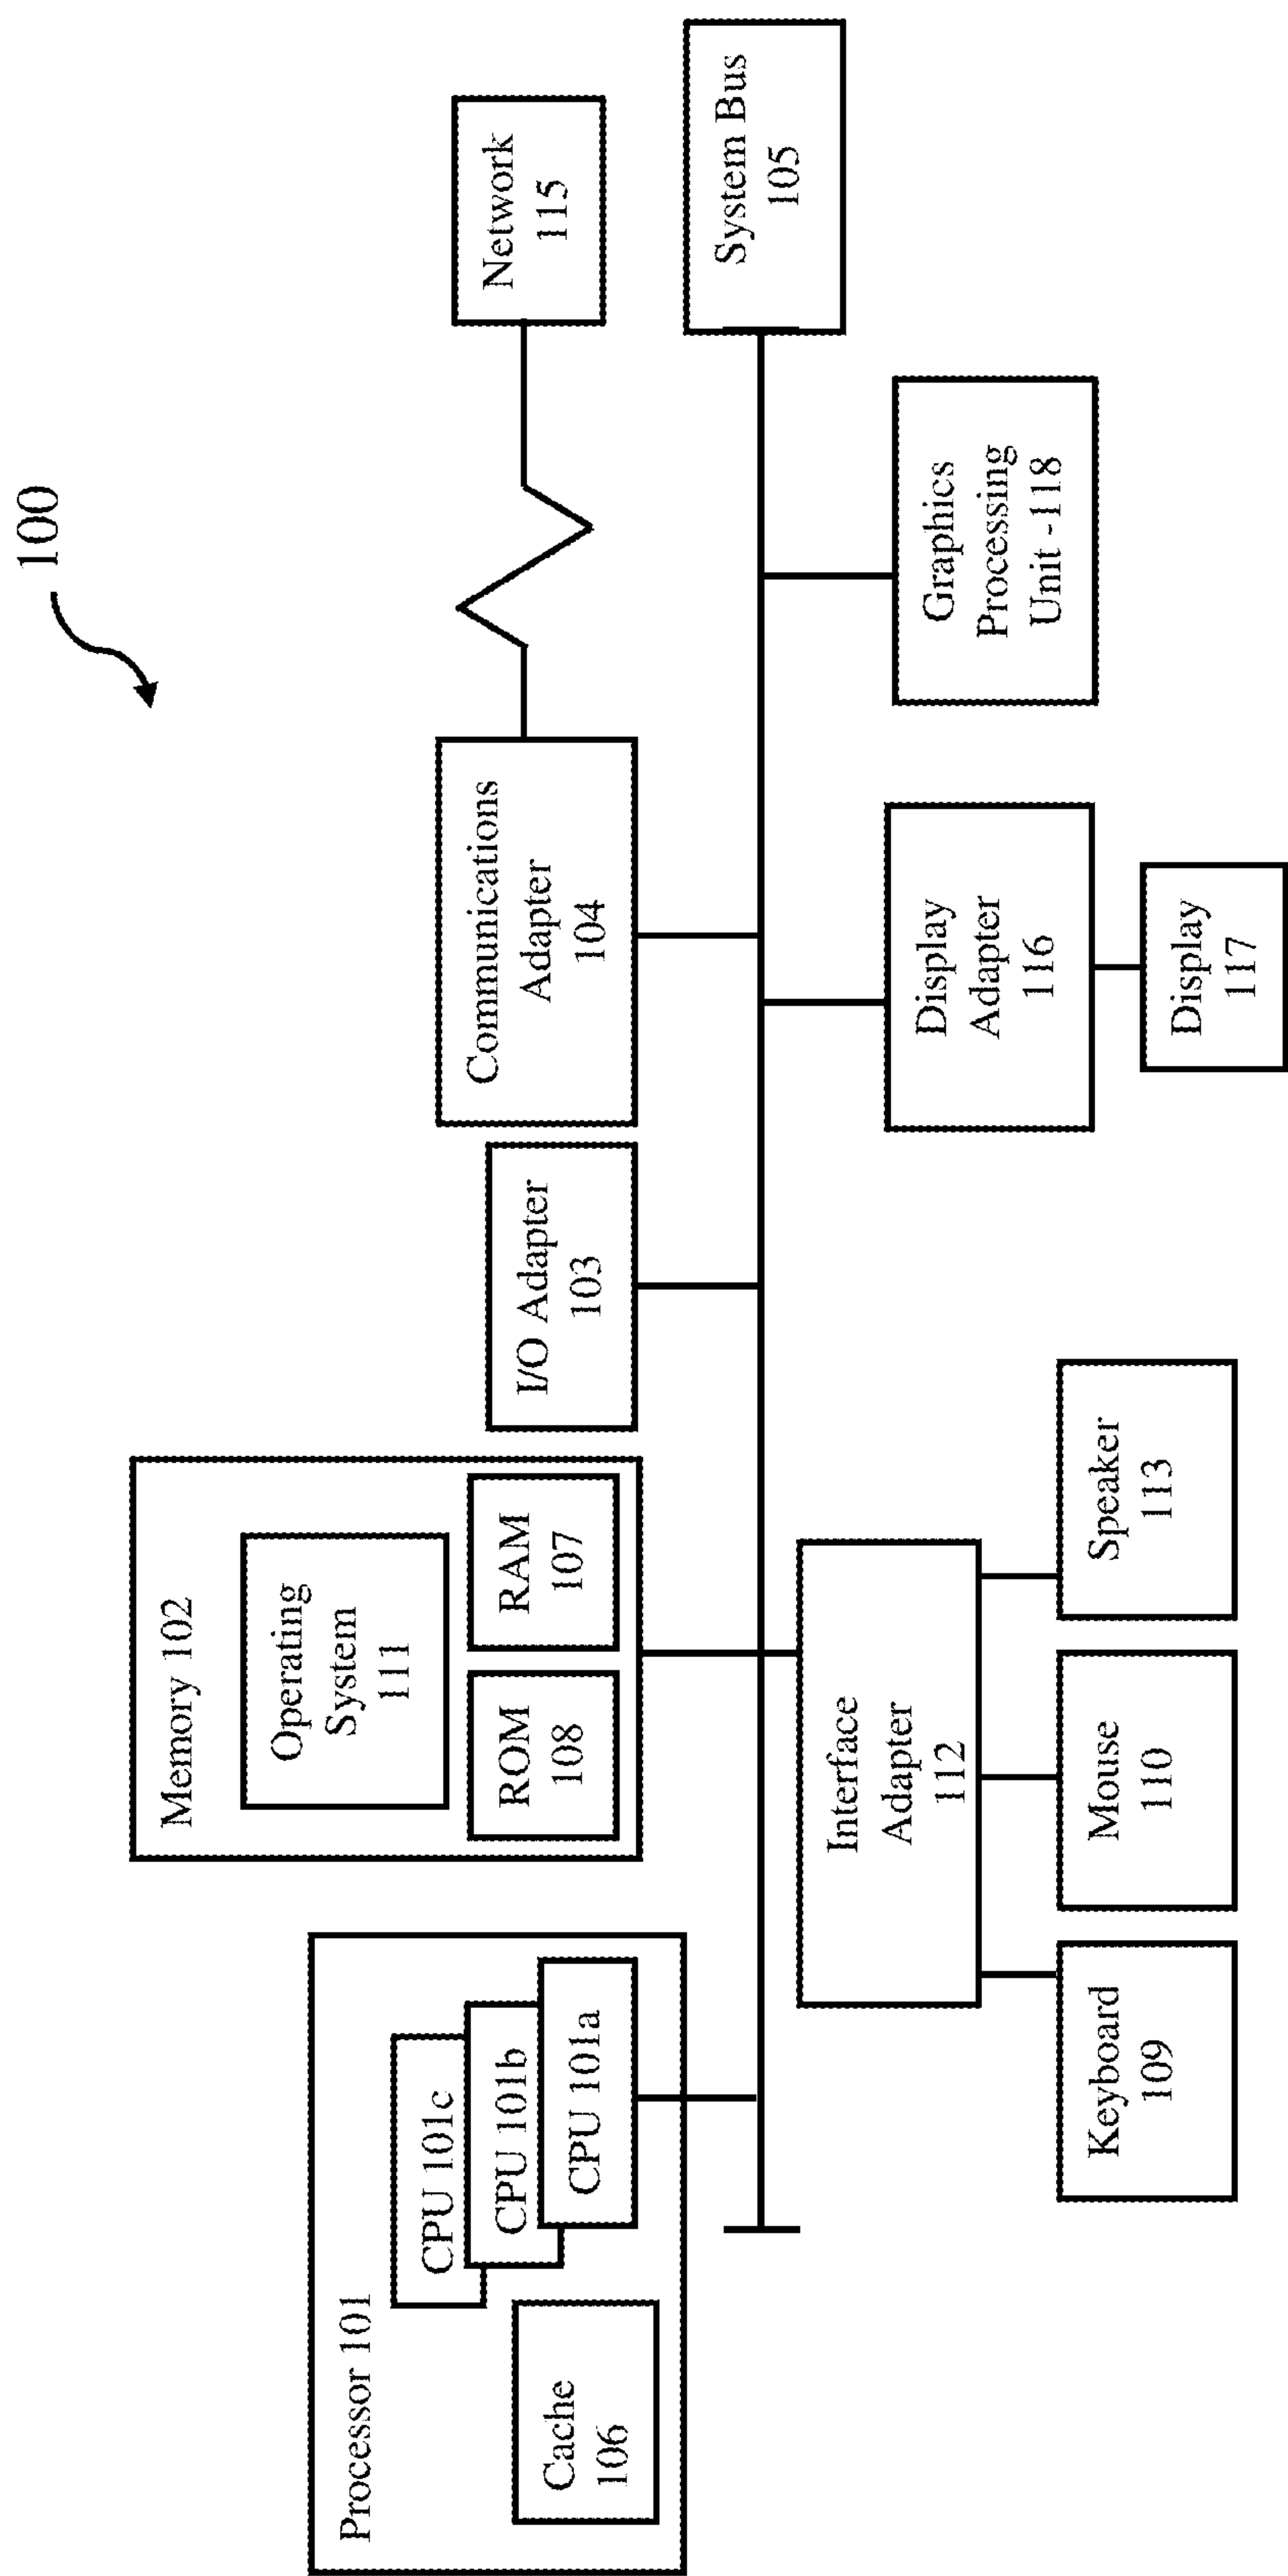 100
Processor 101
Cache
106
CPU 101c
CPU 101b
CPU 101a
Memory 102
Operating
System
111
ROM
108
RAM
107
I/O Adapter
103
Communications
Adapter
104
Network
115
System Bus
105
Interface
Adapter
112
Keyboard
109
Mouse
110
Speaker
113
Display
Adapter
116
Display
117
Graphics
Processing
Unit -118